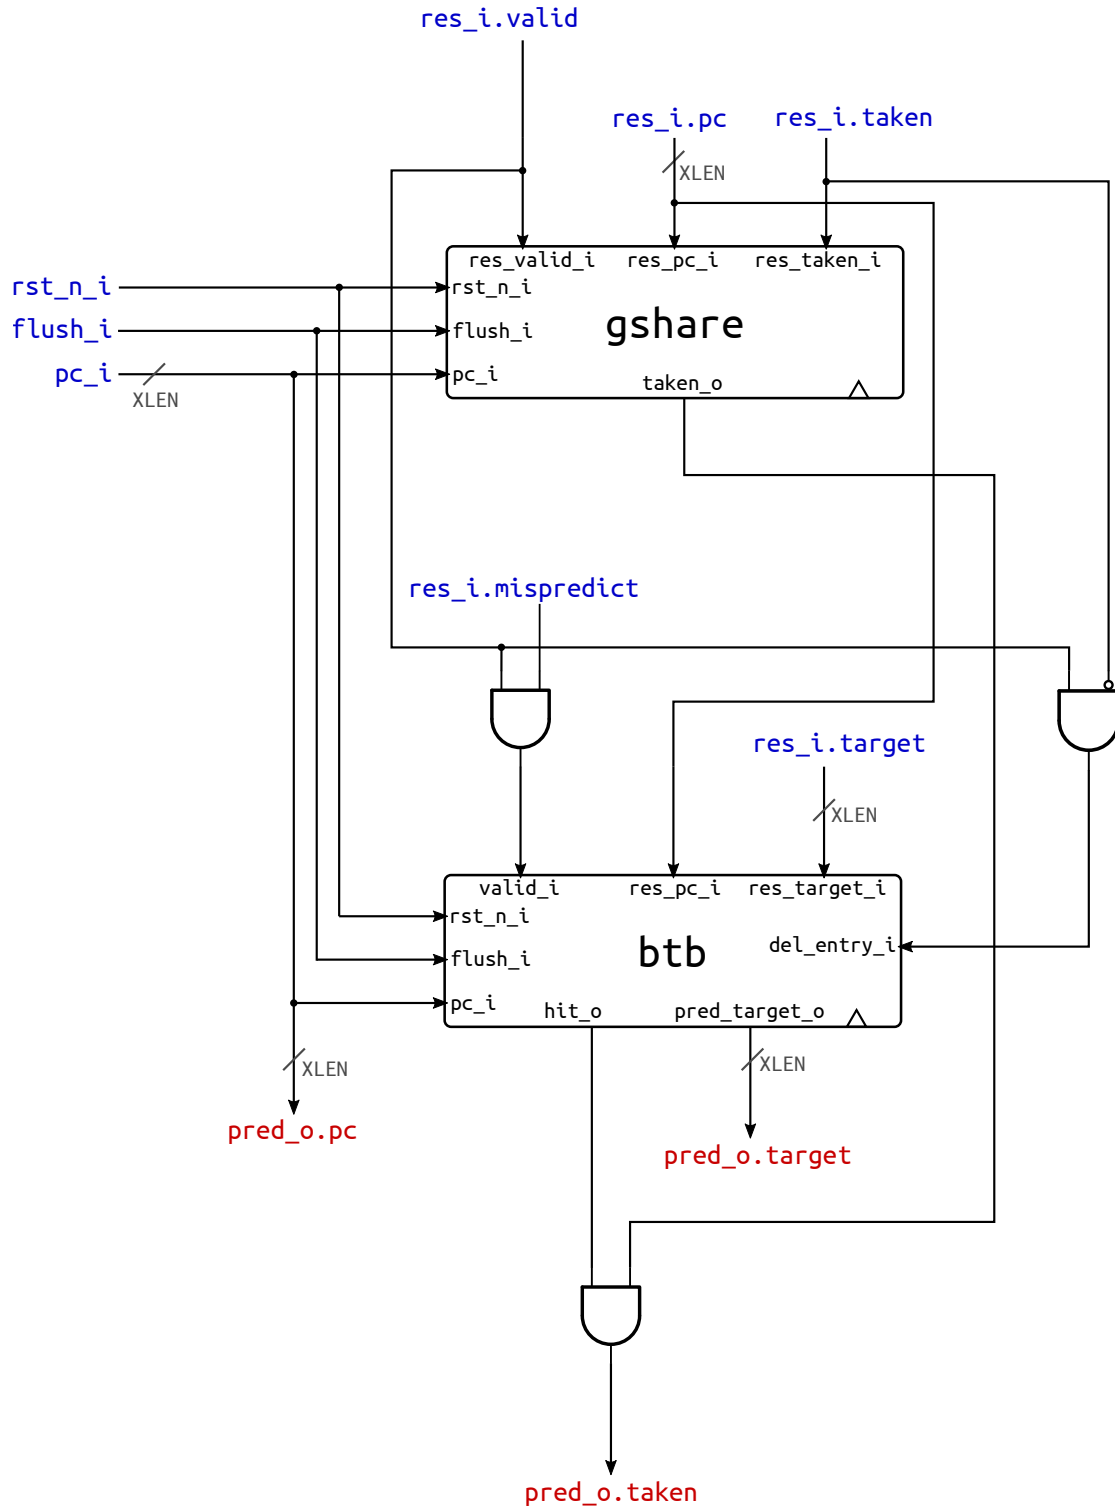 res_i.valid
res_i.pc
res_i.taken
XLEN
res_valid_i
res_pc_i
res_taken_i
rst_n_i
rst_n_i
flush_i
flush_i
gshare
pc_i
pc_i
XLEN
taken_o
res_i.mispredict
res_i.target
XLEN
valid_i
res_pc_i
res_target_i
rst_n_i
flush_i
btb
del_entry_i
pc_i
hit_o
pred_target_o
XLEN
XLEN
pred_o.pc
pred_o.target
pred_o.taken